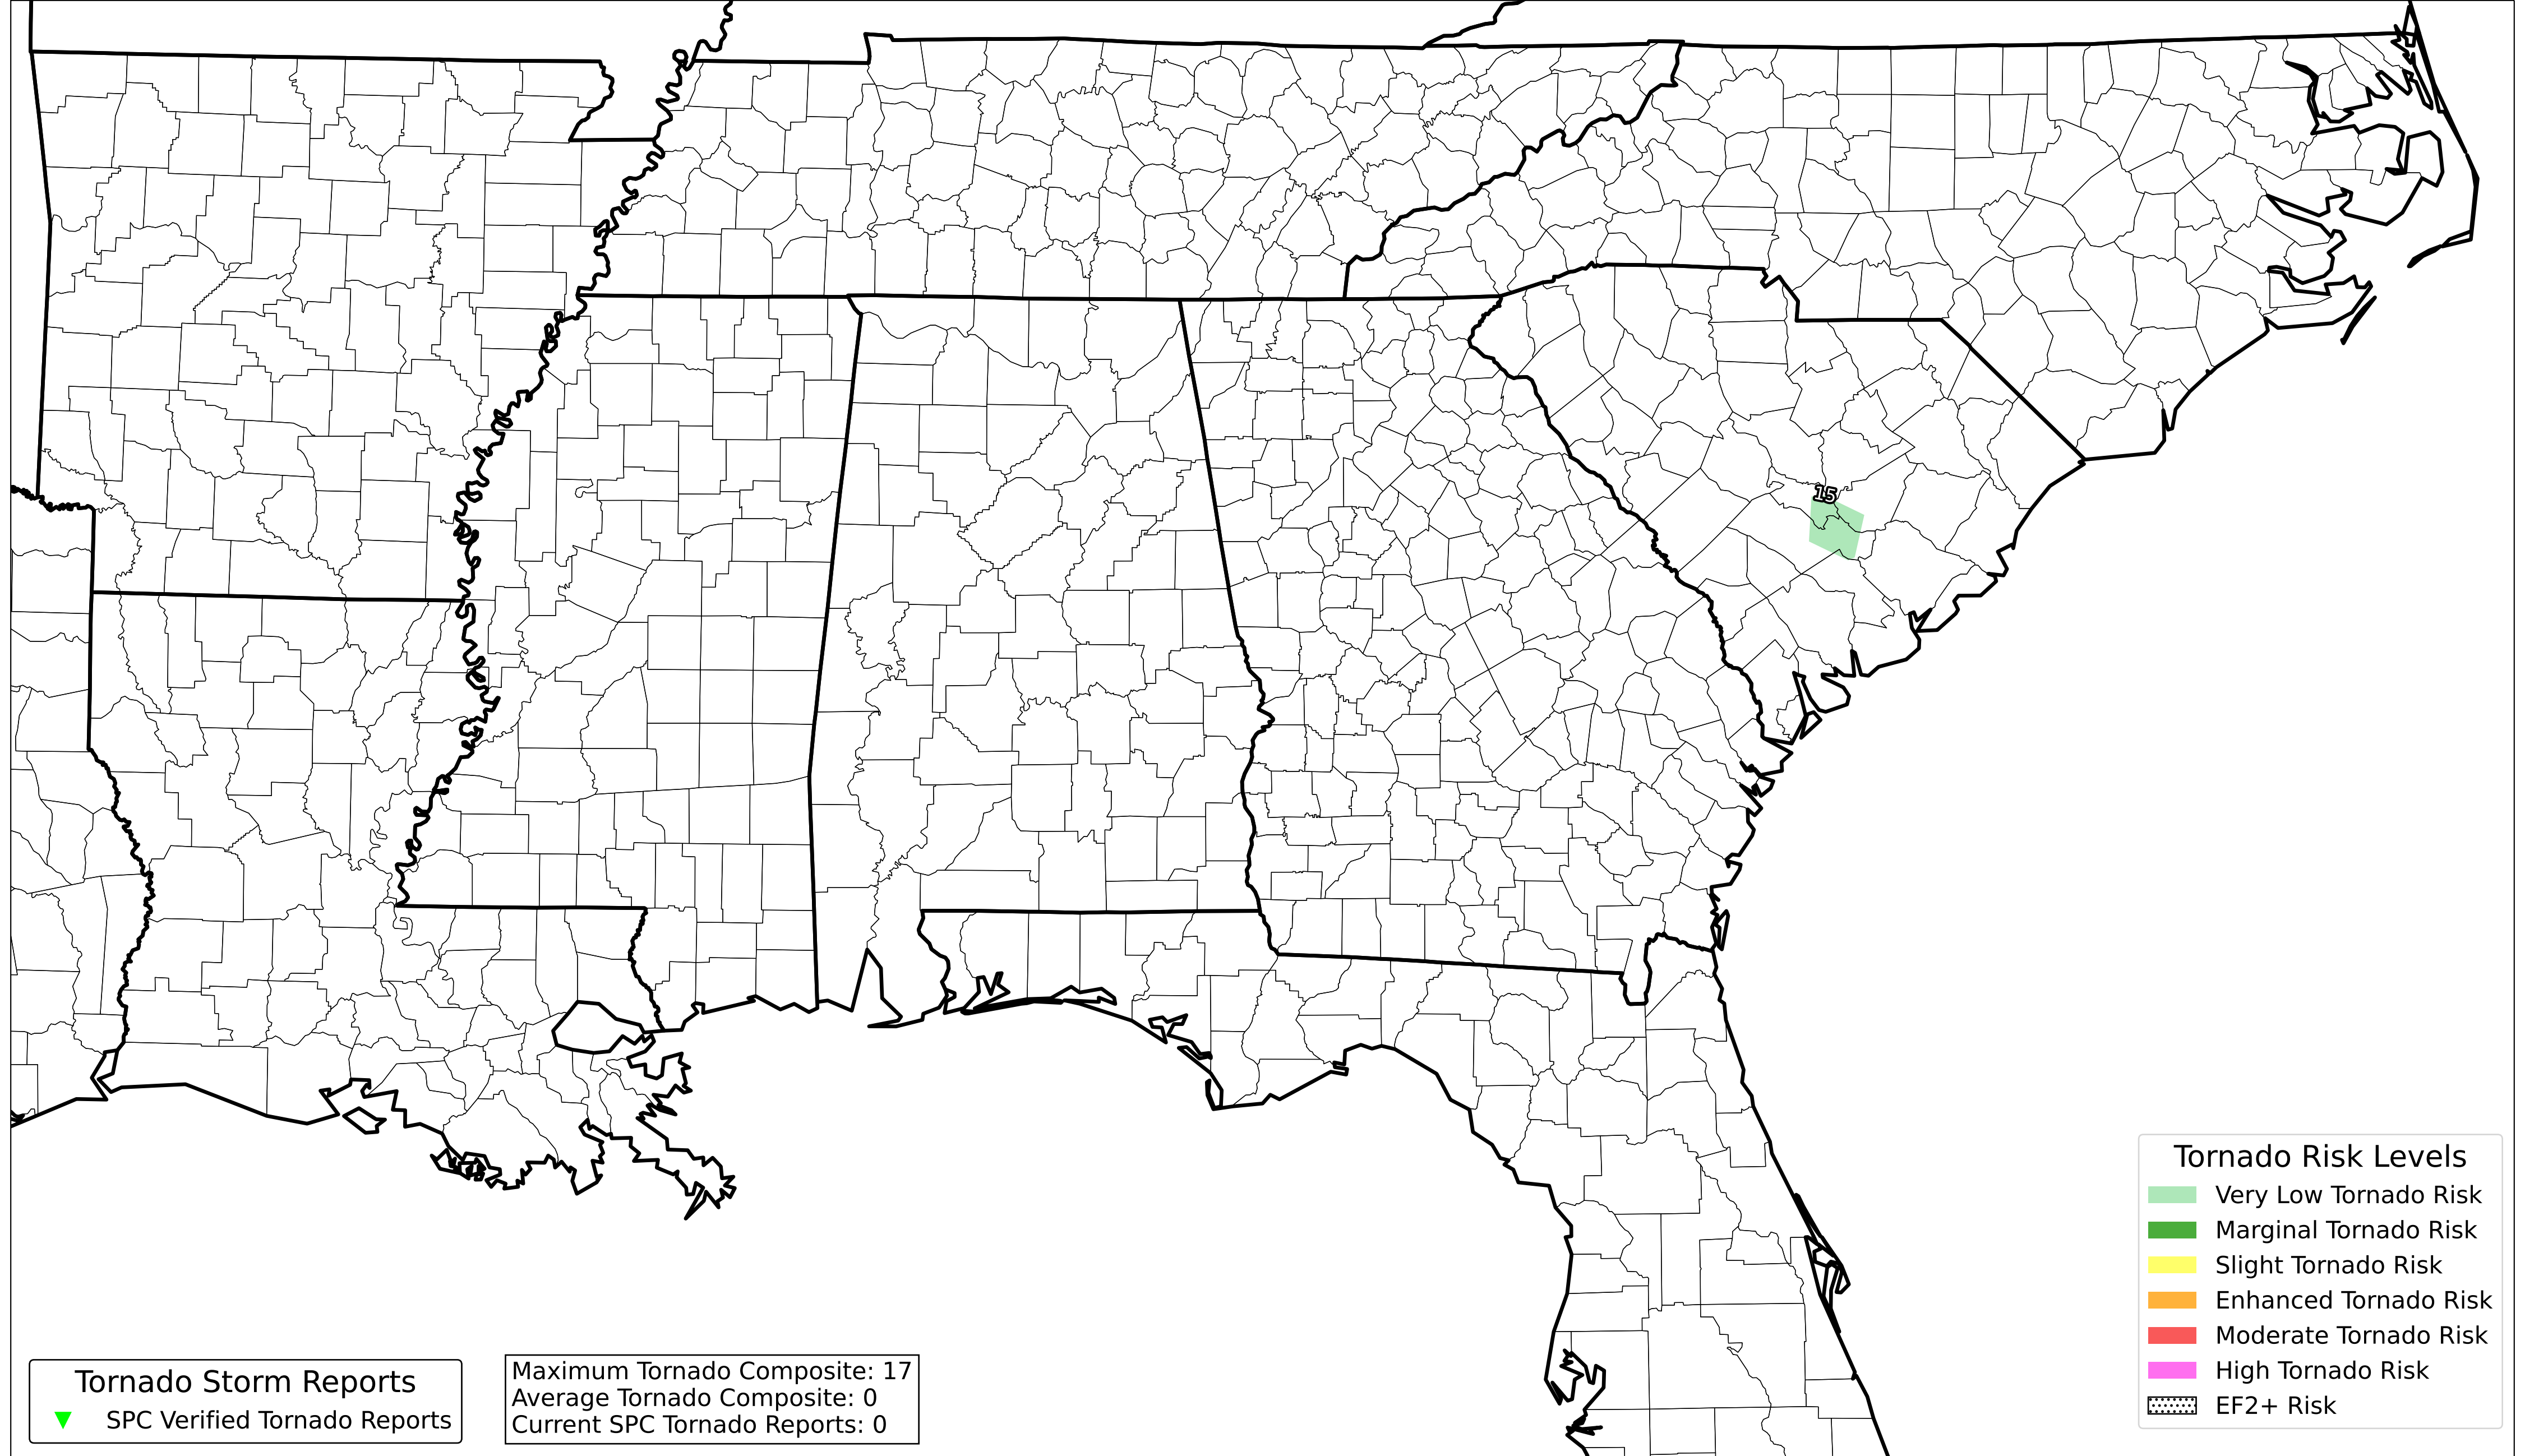 15
Tornado Risk Levels
Very Low Tornado Risk
Marginal Tornado Risk
Slight Tornado Risk
Enhanced Tornado Risk
Moderate Tornado Risk
High Tornado Risk
EF2+ Risk
Tornado Storm Reports
SPC Verified Tornado Reports
Maximum Tornado Composite: 17
Average Tornado Composite: 0
Current SPC Tornado Reports: 0